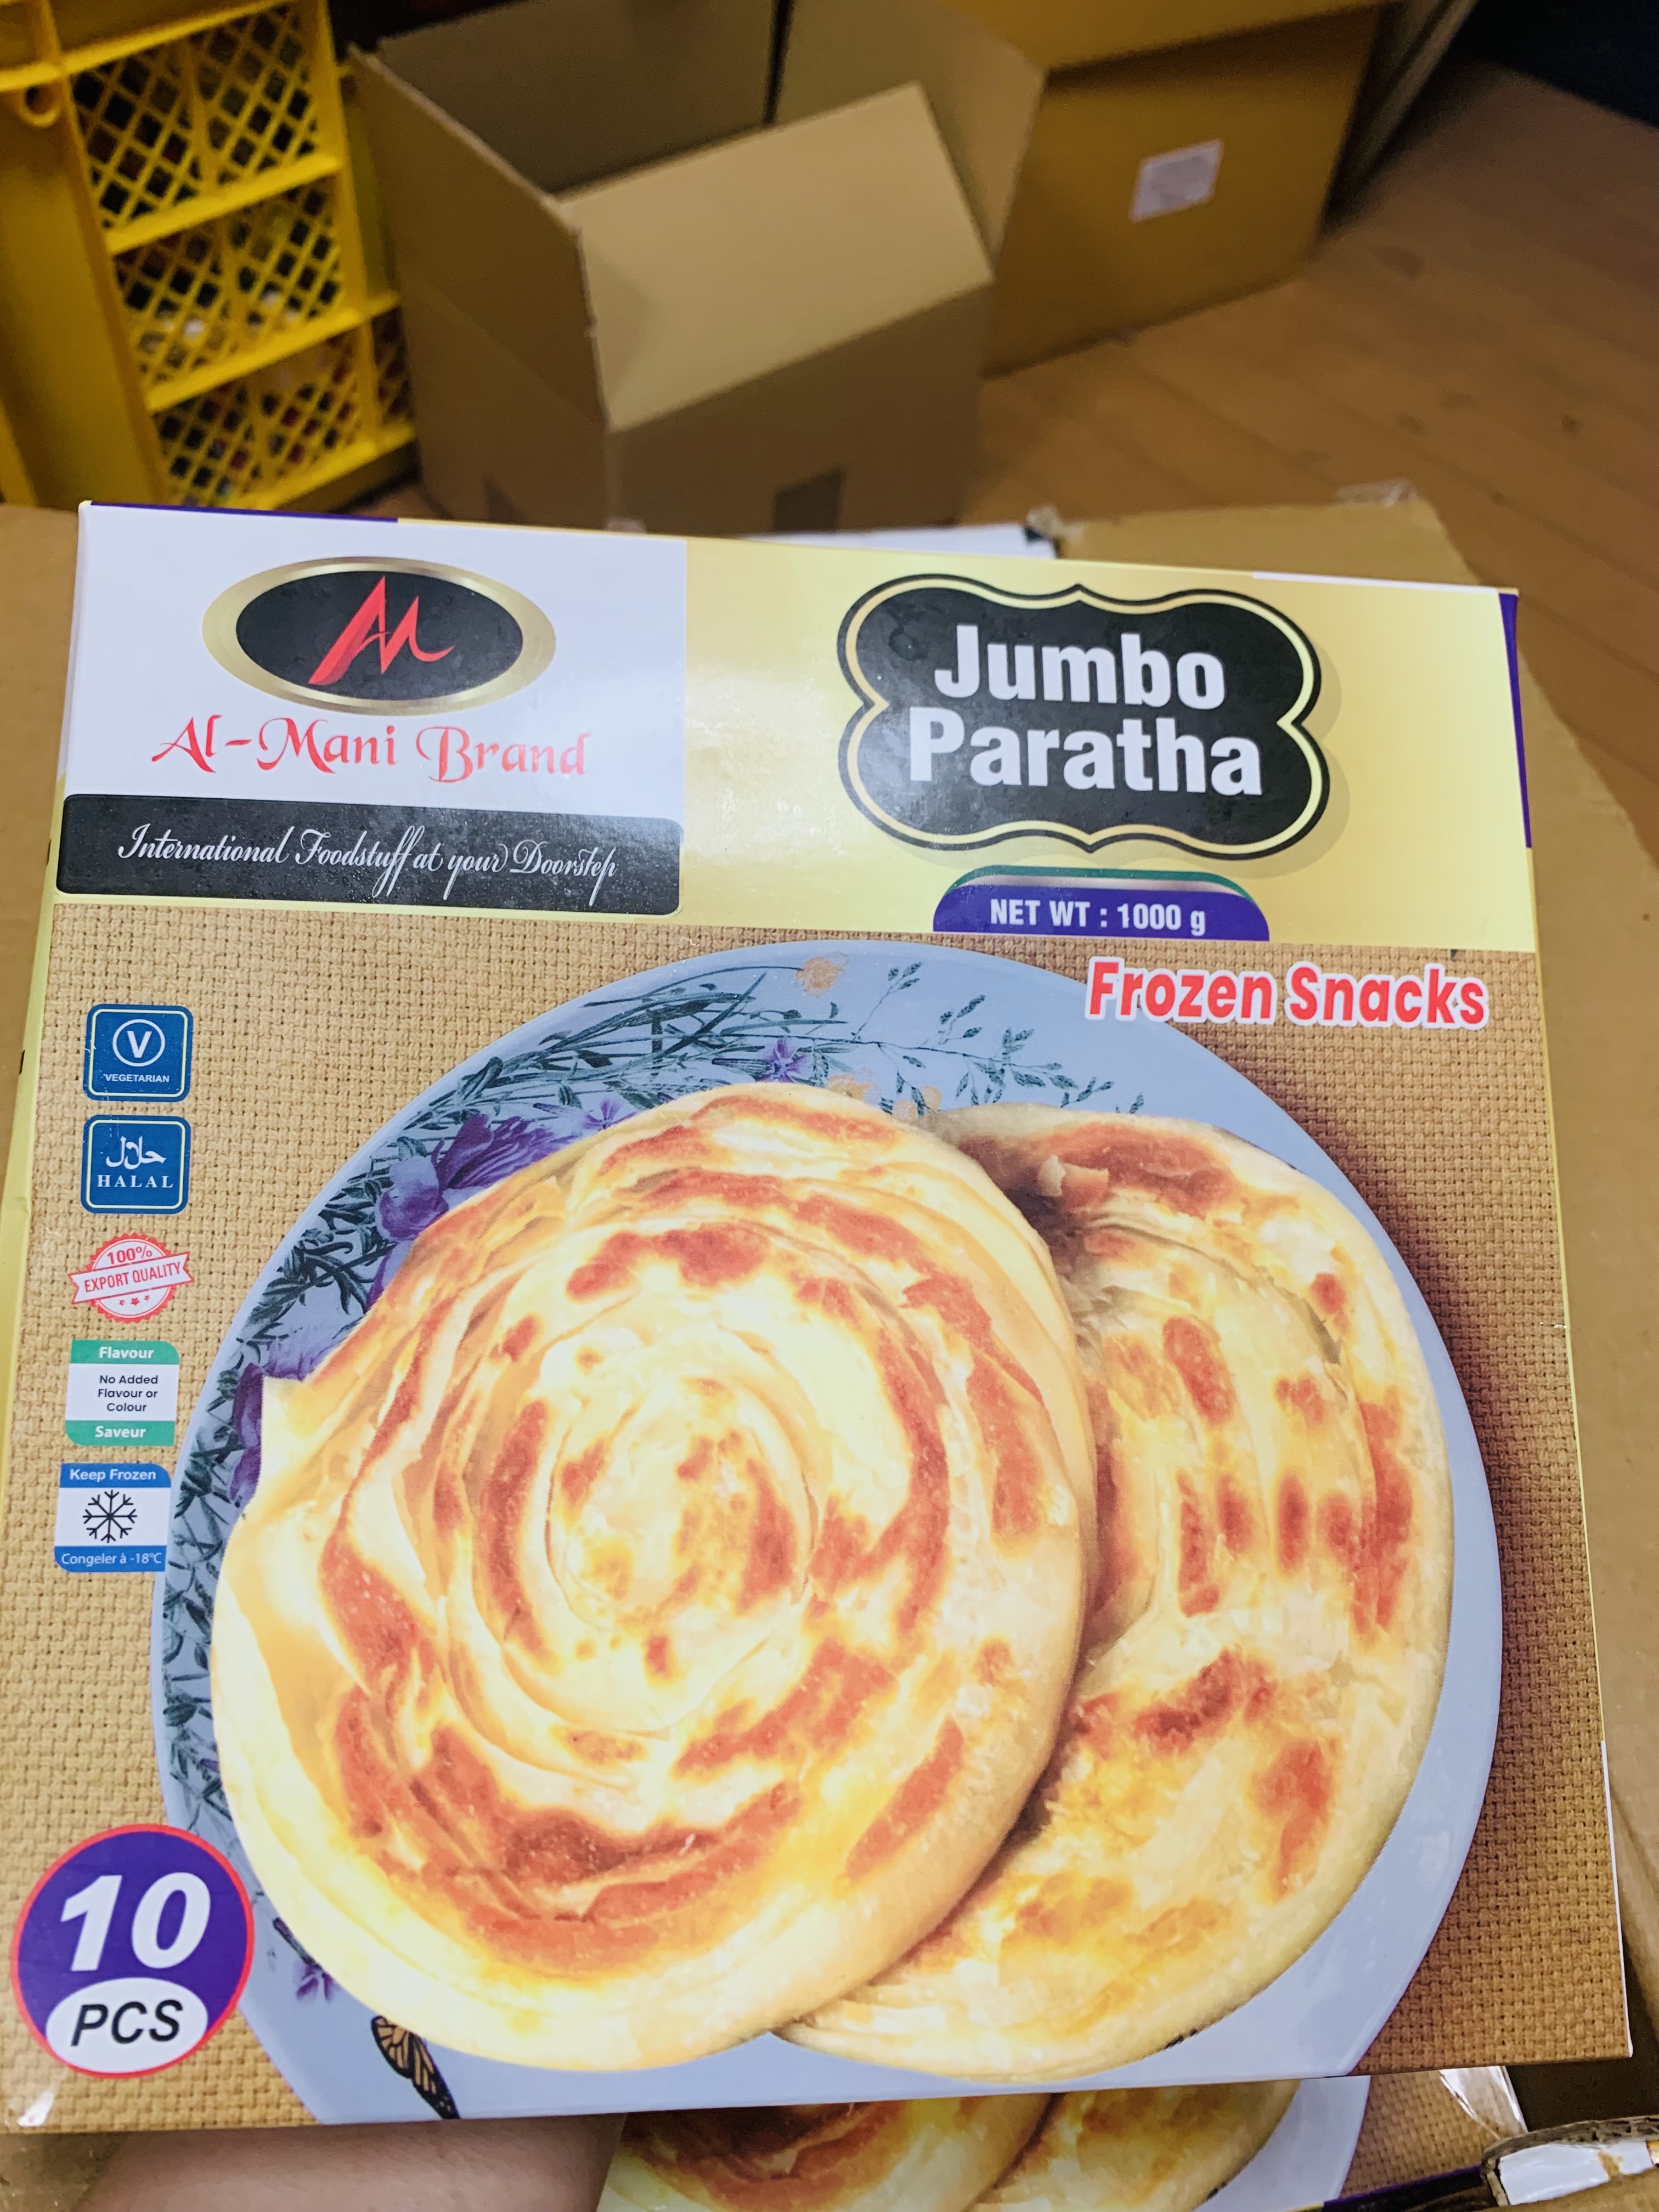 AM
Al-Mani Brand
International Foodstuff at your Doorstep
Jumbo
Paratha
NET WT : 1000 g
Frozen Snacks
V
VEGETARIAN
حلال
HALAL
100%
EXPORT QUALITY
Flavour
No Added
Flavour or
Colour
Saveur
Keep Frozen
Congeler à -18°C
10
PCS